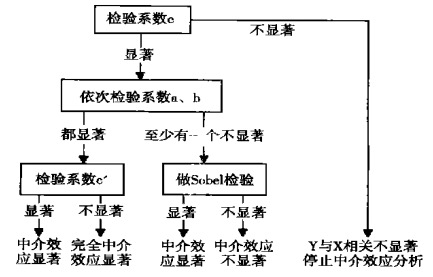 检验系数c
不显著
显著
依次检验系数a、b
都显著
至少有一个不显著
检验系数c′
做Sobel检验
显著
不显著
显著
不显著
中介效
应显著
完全中介
效应显著
中介效
应显著
中介效应
不显著
Y与X相关不显著
停止中介效应分析